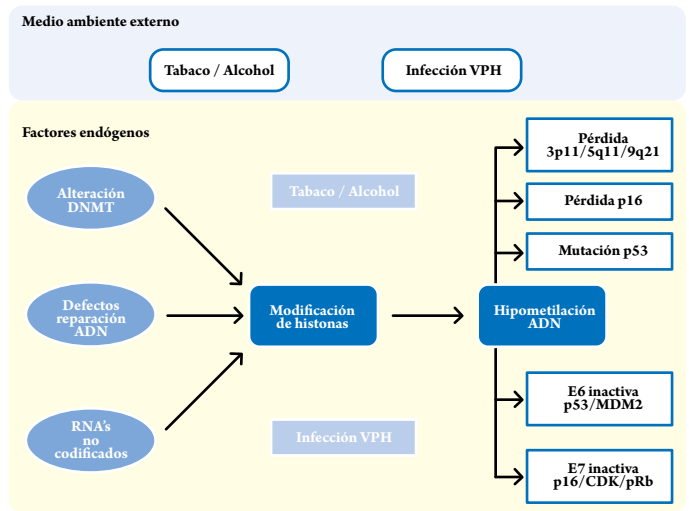 Medio ambiente externo
Tabaco / Alcohol
Infección VPH
Factores endógenos
Alteración
DNMT
Defectos
reparación
ADN
RNA's
no
codificados
Tabaco / Alcohol
Modificación
de histonas
Infección VPH
Hipometilación
ADN
Pérdida
3p11/5q11/9q21
Pérdida p16
Mutación p53
E6 inactiva
p53/MDM2
E7 inactiva
p16/CDK/pRb